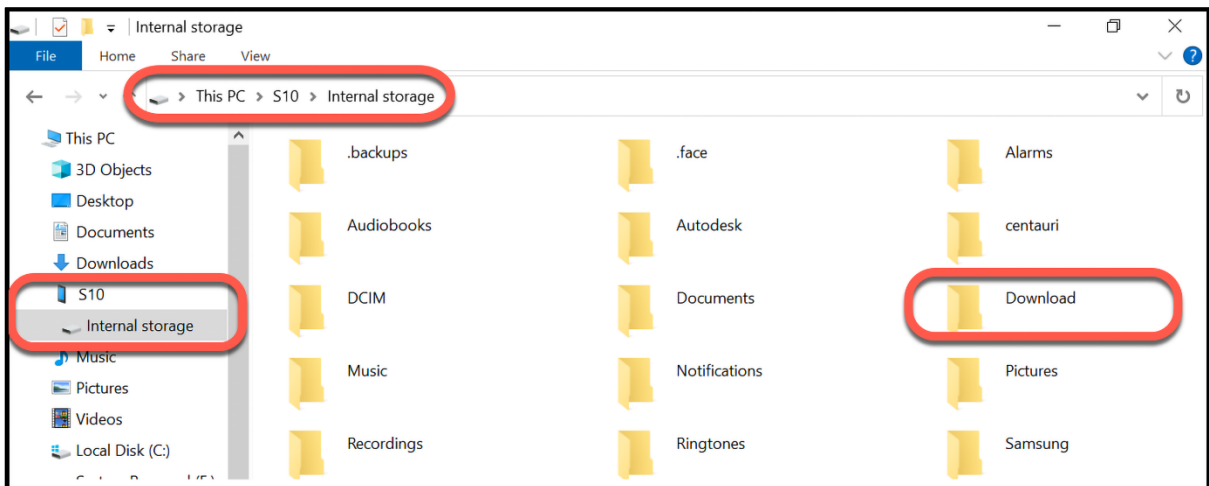 Internal storage
File Home Share View
This PC > S10 > Internal storage
This PC
3D Objects
Desktop
Documents
Downloads
S10
Internal storage
Music
Pictures
Videos
Local Disk (C:)
.backups .face Alarms
Audiobooks Autodesk centauri
DCIM Documents Download
Music Notifications Pictures
Recordings Ringtones Samsung